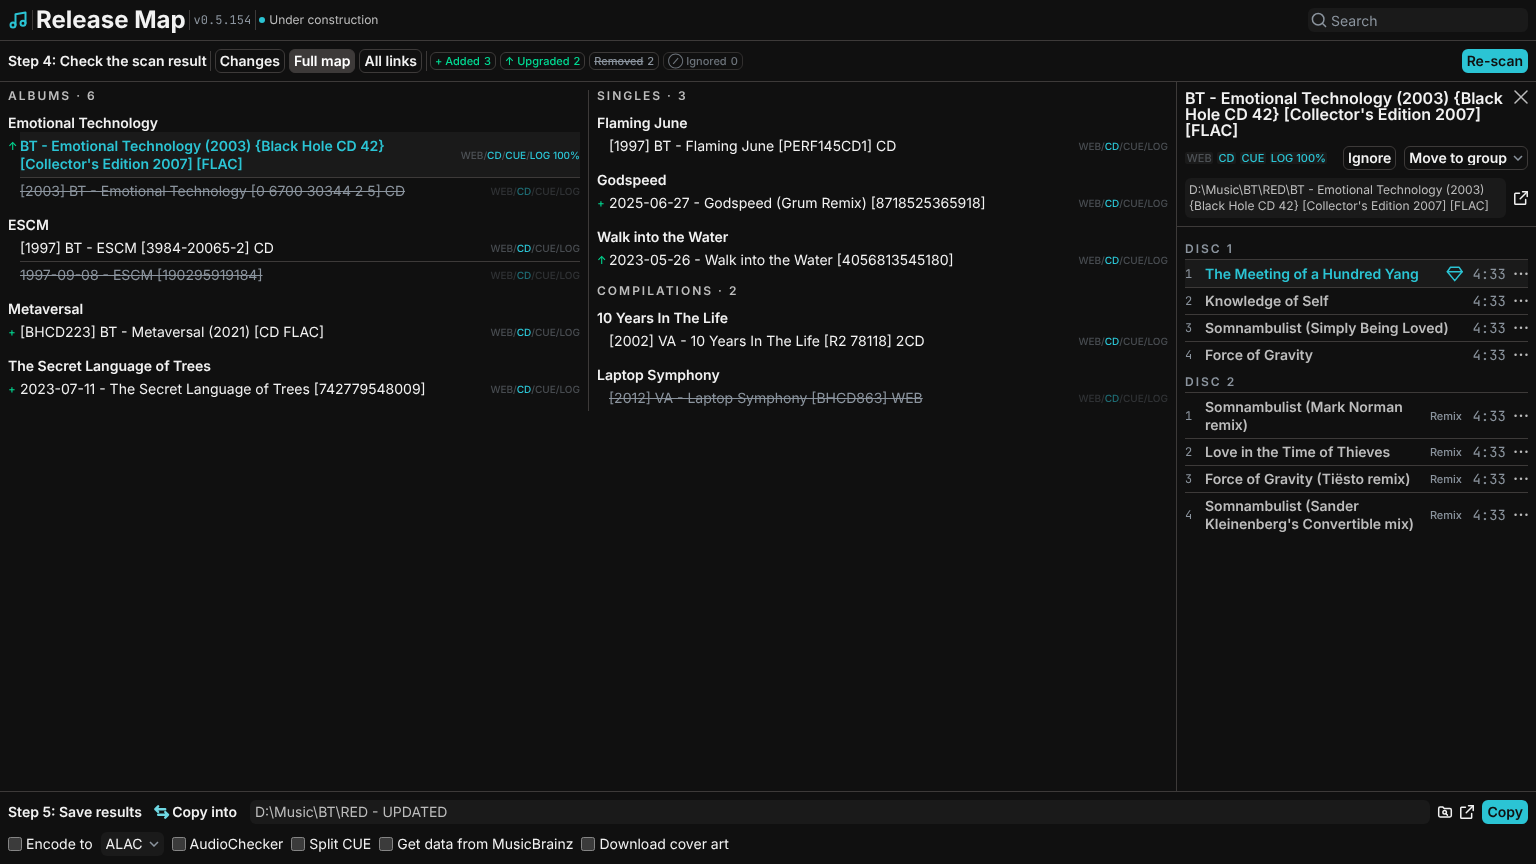 Release Map v0.5.154 Under construction Search
Step 4: Check the scan result Changes Full map All links + Added 3 ↑ Upgraded 2 Removed 2 Ignored 0 Re-scan
ALBUMS · 6
Emotional Technology
↑ BT - Emotional Technology (2003) {Black Hole CD 42}
[Collector's Edition 2007] [FLAC] WEB/CD/CUE/LOG 100%
[2003] BT - Emotional Technology [0 6700 30344 2 5] CD WEB/CD/CUE/LOG
ESCM
[1997] BT - ESCM [3984-20065-2] CD WEB/CD/CUE/LOG
1997-09-08 - ESCM [190295919184] WEB/CD/CUE/LOG
Metaversal
+ [BHCD223] BT - Metaversal (2021) [CD FLAC] WEB/CD/CUE/LOG
The Secret Language of Trees
+ 2023-07-11 - The Secret Language of Trees [742779548009] WEB/CD/CUE/LOG
SINGLES · 3
Flaming June
[1997] BT - Flaming June [PERF145CD1] CD WEB/CD/CUE/LOG
Godspeed
+ 2025-06-27 - Godspeed (Grum Remix) [8718525365918] WEB/CD/CUE/LOG
Walk into the Water
↑ 2023-05-26 - Walk into the Water [4056813545180] WEB/CD/CUE/LOG
COMPILATIONS · 2
10 Years In The Life
[2002] VA - 10 Years In The Life [R2 78118] 2CD WEB/CD/CUE/LOG
Laptop Symphony
[2012] VA - Laptop Symphony [BHCD863] WEB WEB/CD/CUE/LOG
BT - Emotional Technology (2003) {Black
Hole CD 42} [Collector's Edition 2007]
[FLAC]
WEB CD CUE LOG 100% Ignore Move to group
D:\Music\BT\RED\BT - Emotional Technology (2003)
{Black Hole CD 42} [Collector's Edition 2007] [FLAC]
DISC 1
1 The Meeting of a Hundred Yang 4:33 ···
2 Knowledge of Self 4:33 ···
3 Somnambulist (Simply Being Loved) 4:33 ···
4 Force of Gravity 4:33 ···
DISC 2
1 Somnambulist (Mark Norman
remix) Remix 4:33 ···
2 Love in the Time of Thieves Remix 4:33 ···
3 Force of Gravity (Tiësto remix) Remix 4:33 ···
4 Somnambulist (Sander
Kleinenberg's Convertible mix) Remix 4:33 ···
Step 5: Save results Copy into D:\Music\BT\RED - UPDATED Copy
Encode to ALAC AudioChecker Split CUE Get data from MusicBrainz Download cover art